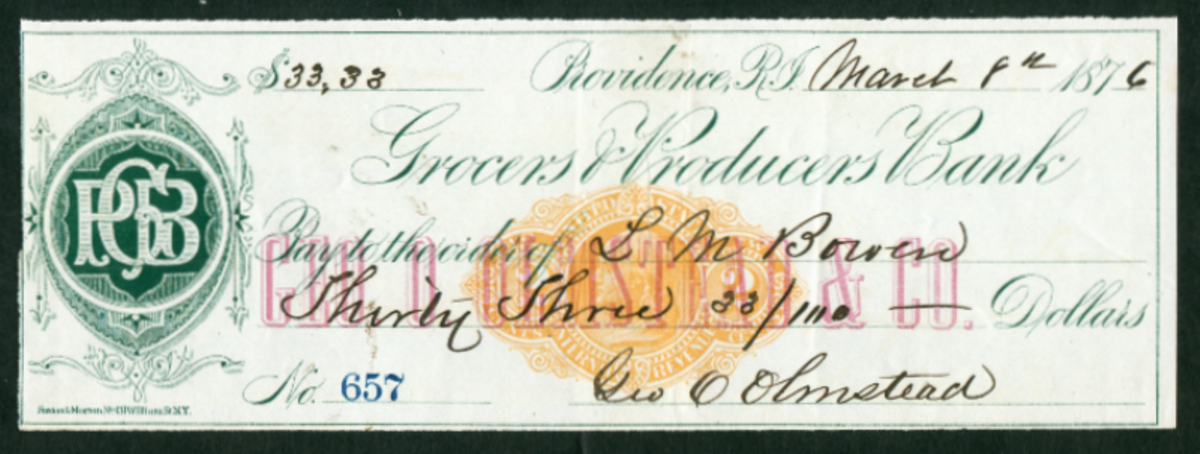 $33,33 Providence, R.I. March 8th 1876
Grocers & Producers Bank
PGB
Pay to the order of L M Bowen
GEO. C. OLMSTEAD & CO.
Thirty Three 33/100 — Dollars
No. 657 Geo C Olmstead